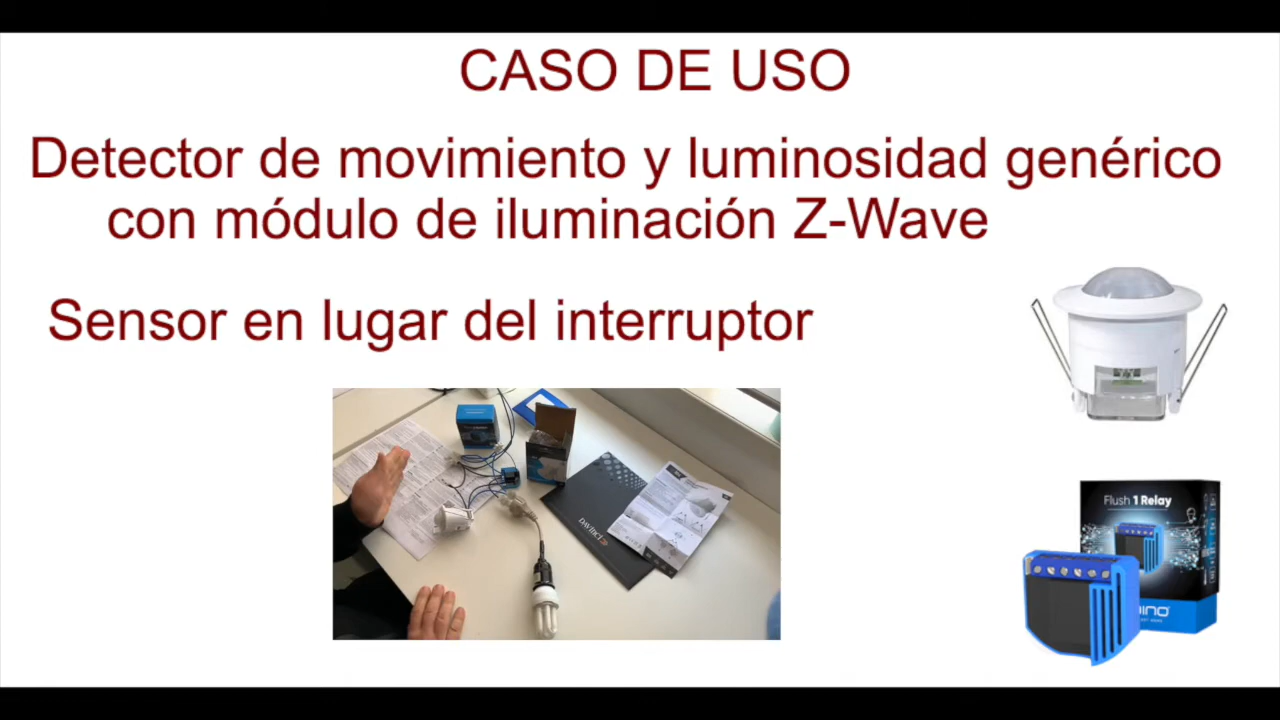 CASO DE USO
Detector de movimiento y luminosidad genérico
con módulo de iluminación Z-Wave
Sensor en lugar del interruptor
Flush 1 Relay
DAVINCI